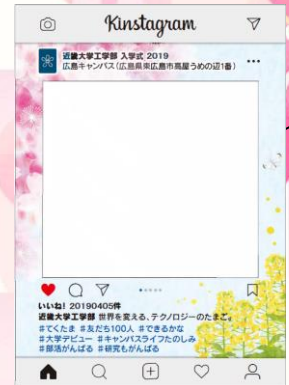 Kinstagram
近畿大学工学部 入学式 2019
広島キャンパス(広島県東広島市高屋うめの辺1番)
いいね! 20190405件
近畿大学工学部 世界を変える、テクノロジーのたまご。
#てくたま #友だち100人 #できるかな
#大学デビュー #キャンパスライフたのしみ
#部活がんばる #研究もがんばる